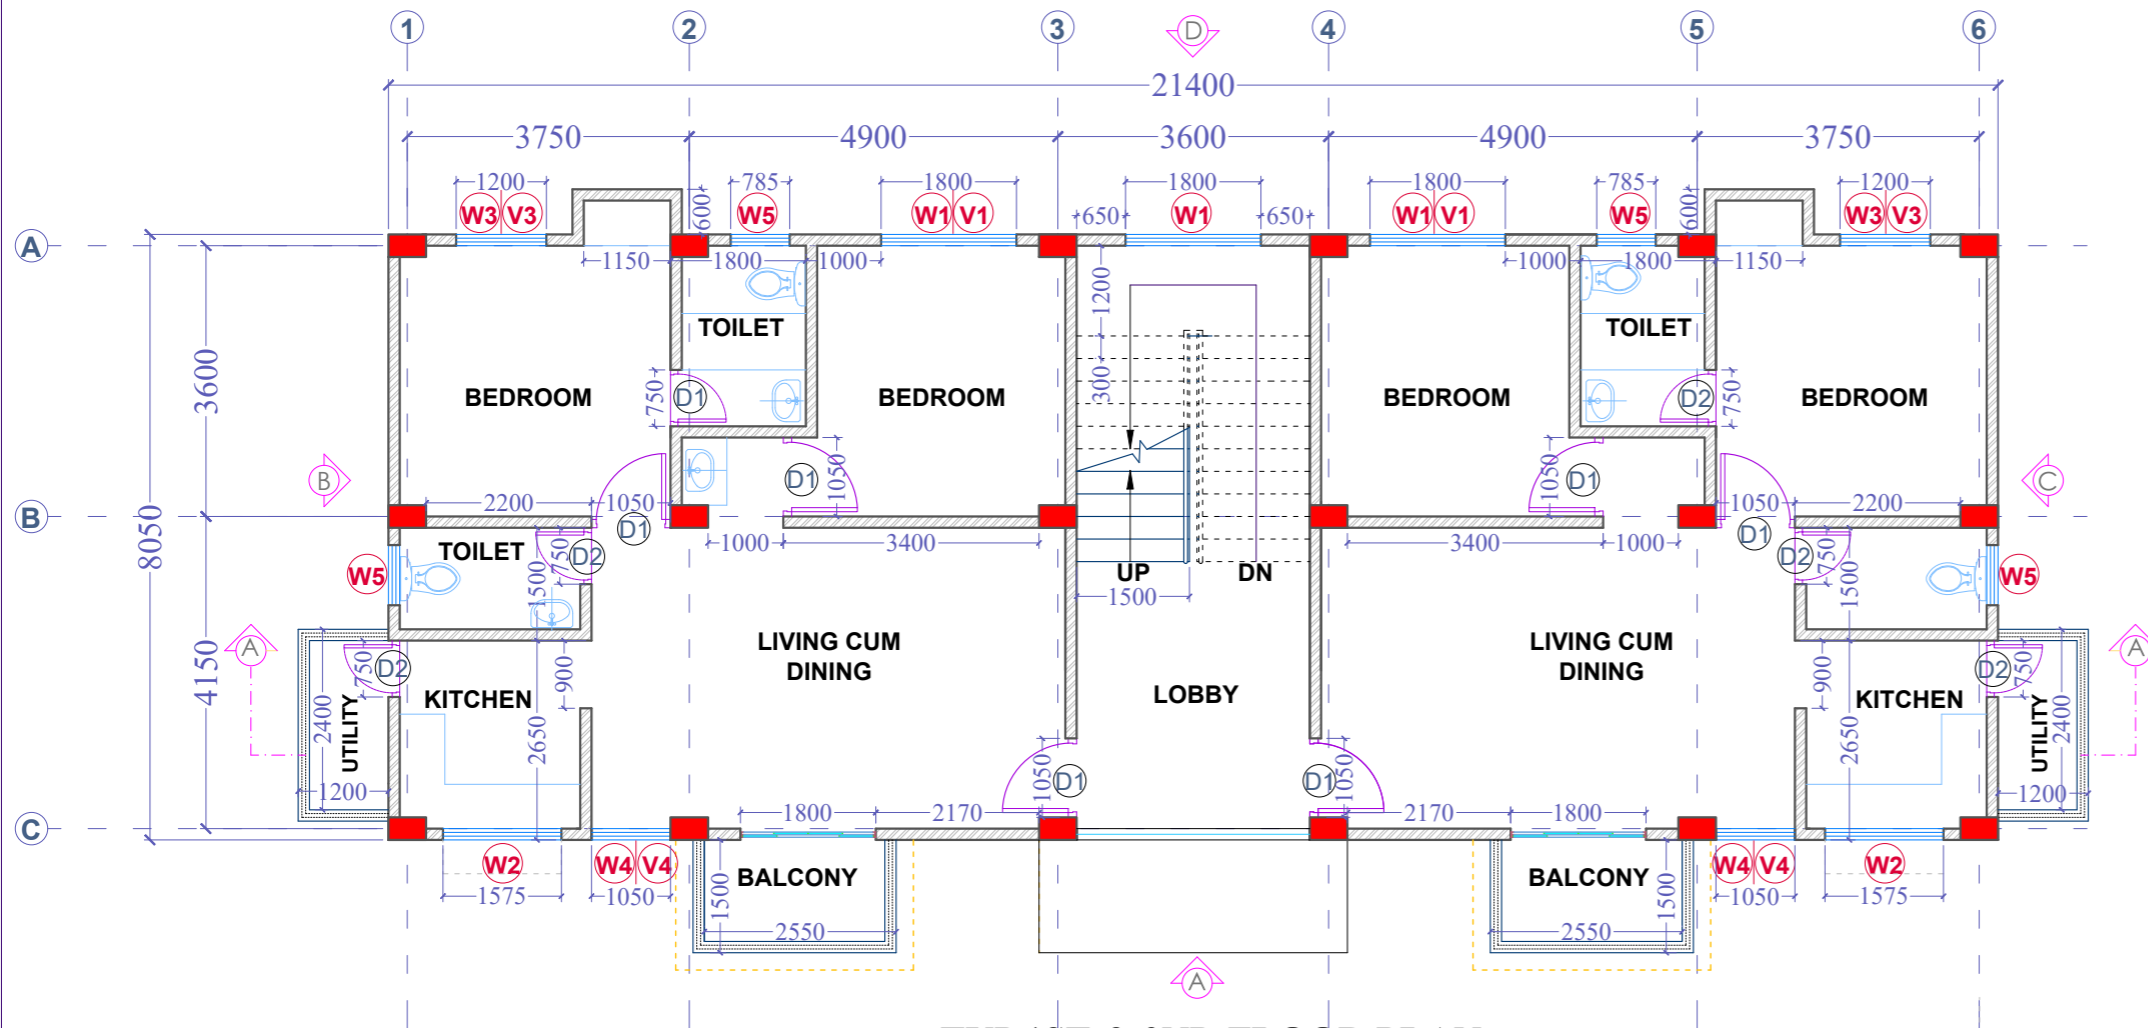 1 2 3 4 5 6
D
21400
3750 4900 3600 4900 3750
1200 785 1800 1800 1800 785 1200
W3 V3 600 W5 W1 V1 650 W1 650 W1 V1 W5 600 W3 V3
A
1150 1800 1000 1200 1000 1800 1150
TOILET TOILET
3600 300
BEDROOM 750 D1 BEDROOM BEDROOM D2 750 BEDROOM
B D1 1050 1050 D1 C
2200 1050 1050 2200
B 8050 D1 D1
TOILET 750 D2 1000 3400 3400 1000 D2 750
W5 1500 UP DN 1500 W5
1500
LIVING CUM LIVING CUM
DINING DINING
A A
4150 750 D2 900 900 D2 750
KITCHEN LOBBY KITCHEN
2400 UTILITY 2650 2650 UTILITY 2400
1050 D1 D1 1050
1200 1800 2170 2170 1800 1200
C
W2 W4 V4 BALCONY BALCONY W4 V4 W2
1575 1050 1500 1500 1050 1575
2550 2550
A